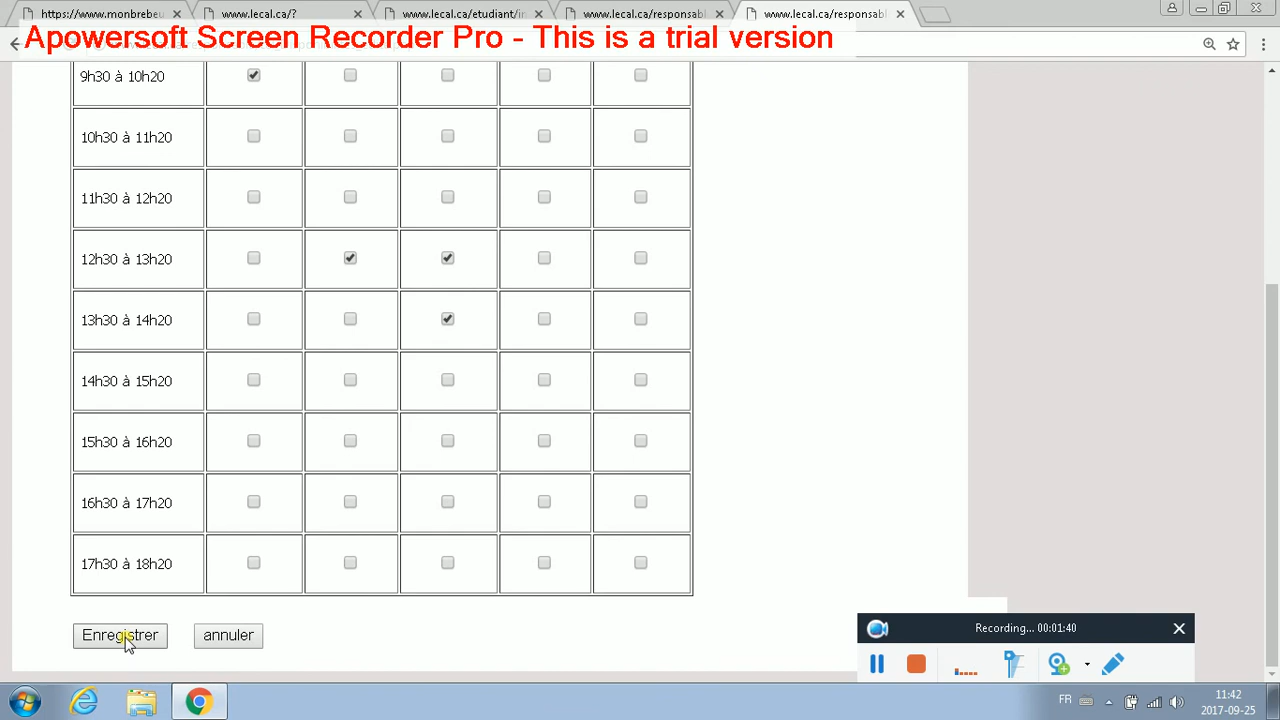 https://www.monbrebeu
www.lecal.ca/?
www.lecal.ca/etudiant/in
www.lecal.ca/responsabl
www.lecal.ca/responsabl
Apowersoft Screen Recorder Pro - This is a trial version
9h30 à 10h20
10h30 à 11h20
11h30 à 12h20
12h30 à 13h20
13h30 à 14h20
14h30 à 15h20
15h30 à 16h20
16h30 à 17h20
17h30 à 18h20
Enregistrer
annuler
Recording... 00:01:40
FR
11:42
2017-09-25